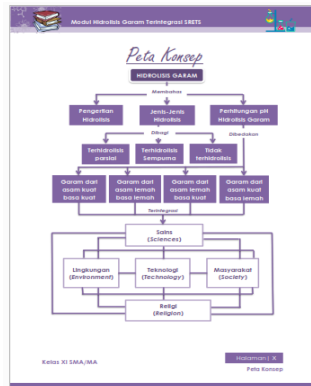 Modul Hidrolisis Garam Terintegrasi SRETS
Peta Konsep
HIDROLISIS GARAM
Membahas
Pengertian
Hidrolisis
Jenis-Jenis
Hidrolisis
Perhitungan pH
Hidrolisis Garam
Dibagi
Dibedakan
Terhidrolisis
parsial
Terhidrolisis
Sempurna
Tidak
terhidrolisis
Garam dari
asam kuat
basa kuat
Garam dari
asam lemah
basa lemah
Garam dari
asam lemah
basa kuat
Garam dari
asam kuat
basa lemah
Terintegrasi
Sains
(Sciences)
Lingkungan
(Environment)
Teknologi
(Technology)
Masyarakat
(Society)
Religi
(Religion)
Kelas XI SMA/MA
Halaman | X
Peta Konsep